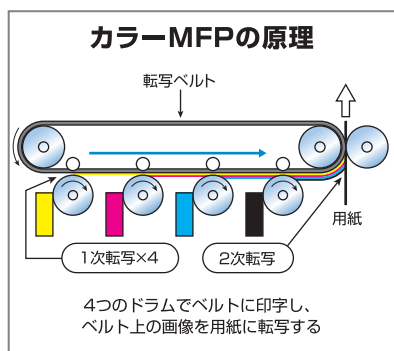 カラーMFPの原理
転写ベルト
用紙
1次転写×4
2次転写
4つのドラムでベルトに印字し、
ベルト上の画像を用紙に転写する